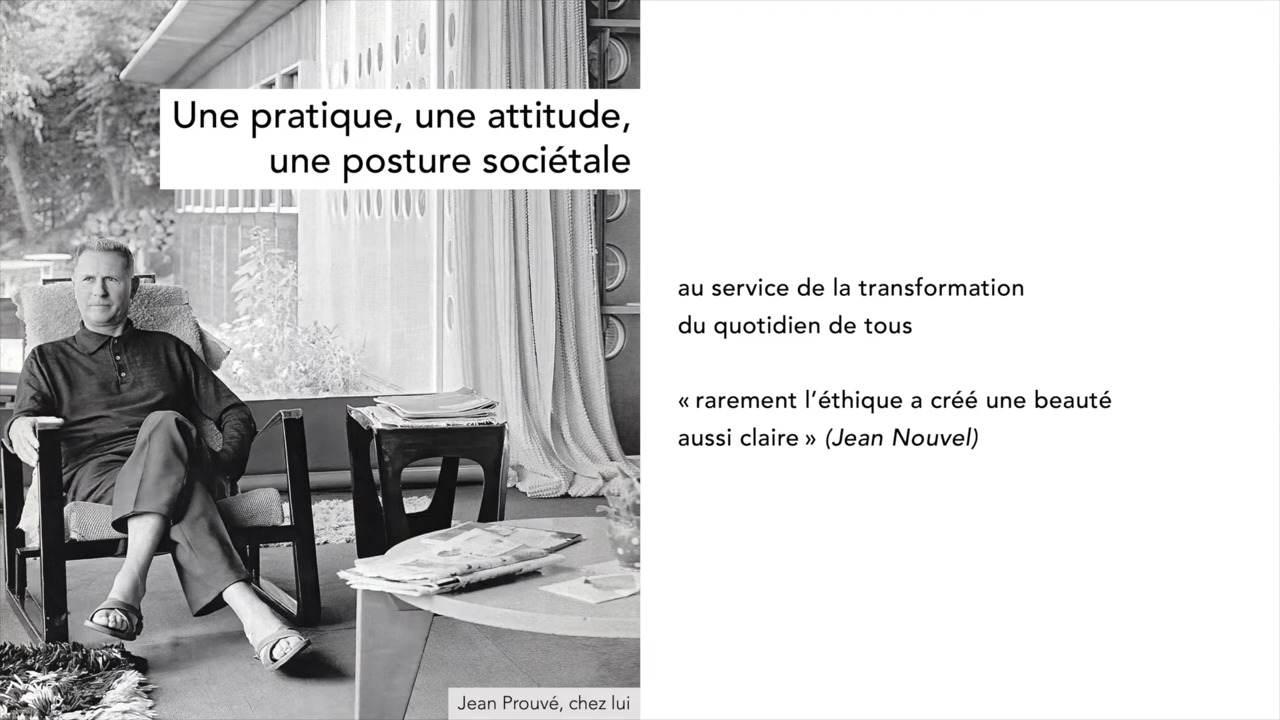 Une pratique, une attitude,
une posture sociétale
au service de la transformation
du quotidien de tous
« rarement l’éthique a créé une beauté
aussi claire » (Jean Nouvel)
Jean Prouvé, chez lui